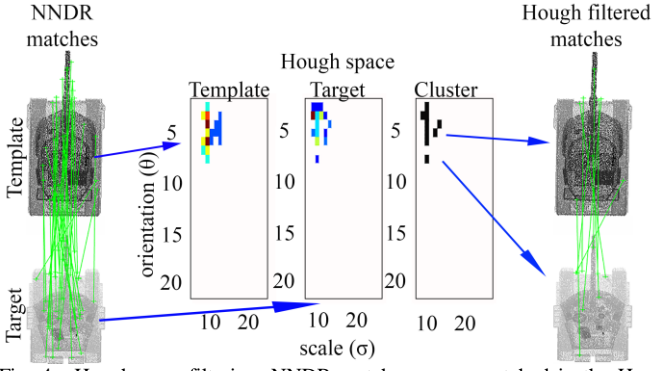 NNDR
matches
Hough filtered
matches
Hough space
Template
Target
Cluster
Template
Target
orientation (θ)
5
10
15
20
5
10
15
20
5
10
15
20
10 20
10 20
10 20
scale (σ)